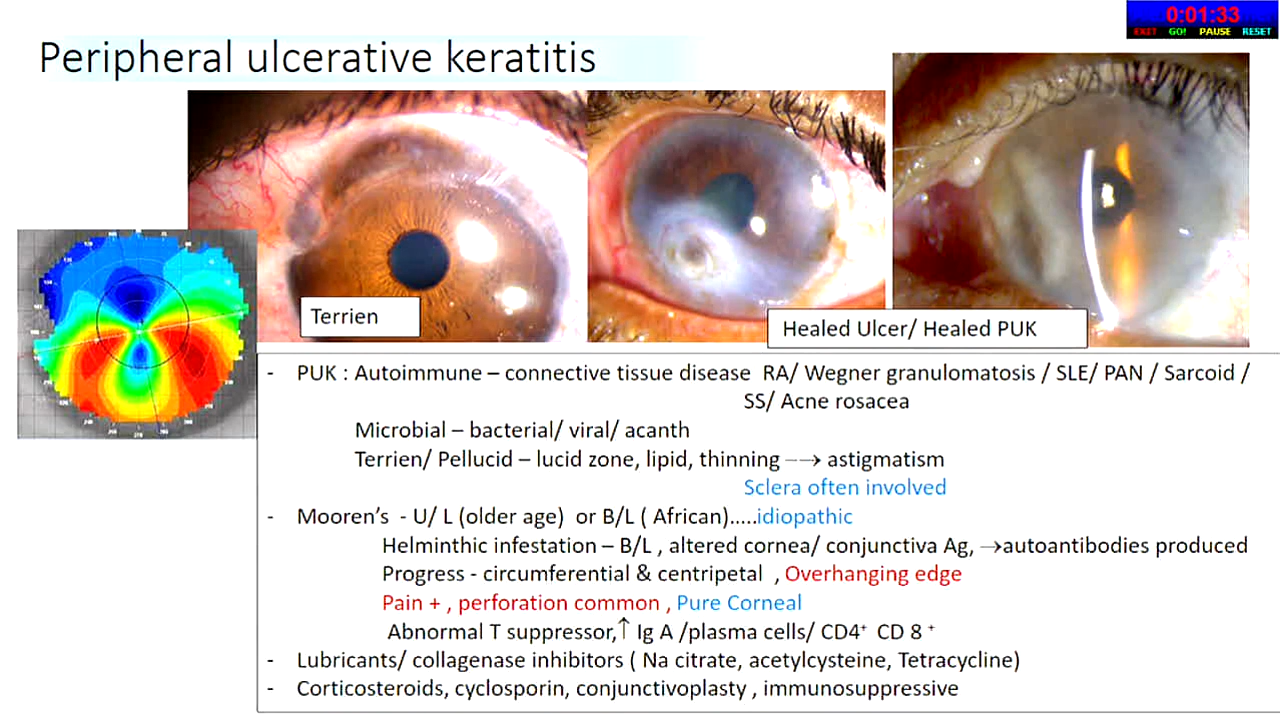 0:01:33
EXIT GO! PAUSE RESET
Peripheral ulcerative keratitis
Terrien
Healed Ulcer/ Healed PUK
- PUK : Autoimmune – connective tissue disease RA/ Wegner granulomatosis / SLE/ PAN / Sarcoid /
SS/ Acne rosacea
Microbial – bacterial/ viral/ acanth
Terrien/ Pellucid – lucid zone, lipid, thinning ---→ astigmatism
Sclera often involved
- Mooren’s - U/ L (older age) or B/L ( African)…..idiopathic
Helminthic infestation – B/L , altered cornea/ conjunctiva Ag, →autoantibodies produced
Progress - circumferential & centripetal , Overhanging edge
Pain + , perforation common , Pure Corneal
Abnormal T suppressor,↑ Ig A /plasma cells/ CD4⁺ CD 8 ⁺
- Lubricants/ collagenase inhibitors ( Na citrate, acetylcysteine, Tetracycline)
- Corticosteroids, cyclosporin, conjunctivoplasty , immunosuppressive